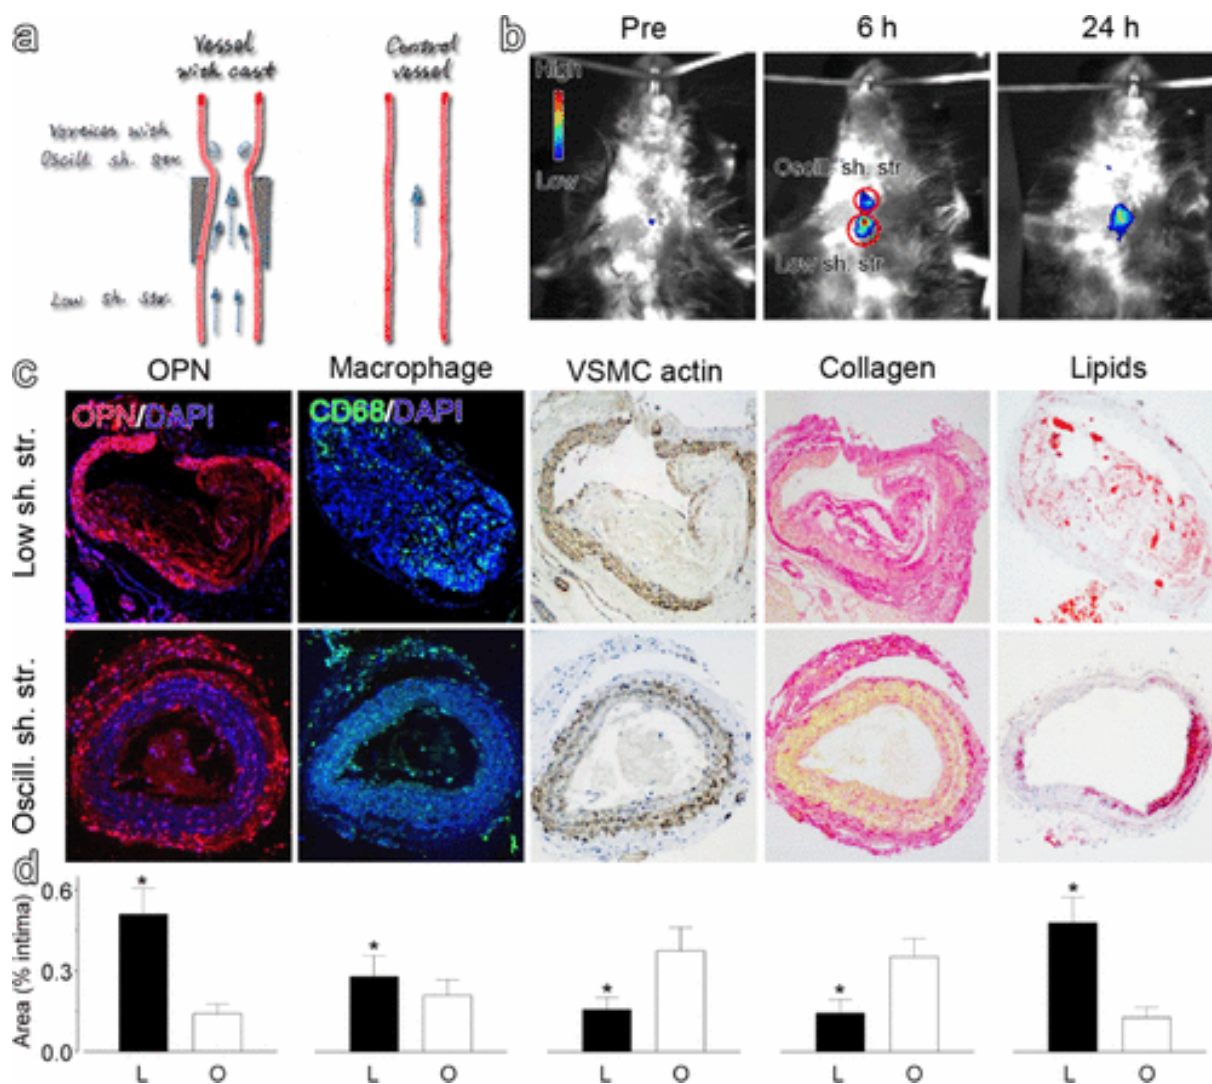 a
Vessel
with cast
Control
vessel
Vortices with
Oscill. sh. str.
Low sh. str.
b
Pre
6 h
24 h
High
Low
Oscill. sh. str.
Low sh. str.
c
OPN
Macrophage
VSMC actin
Collagen
Lipids
OPN/DAPI
CD68/DAPI
Low sh. str.
Oscill. sh. str.
d
Area (% intima)
0.6
0.3
0.0
*
*
*
*
*
L
O
L
O
L
O
L
O
L
O